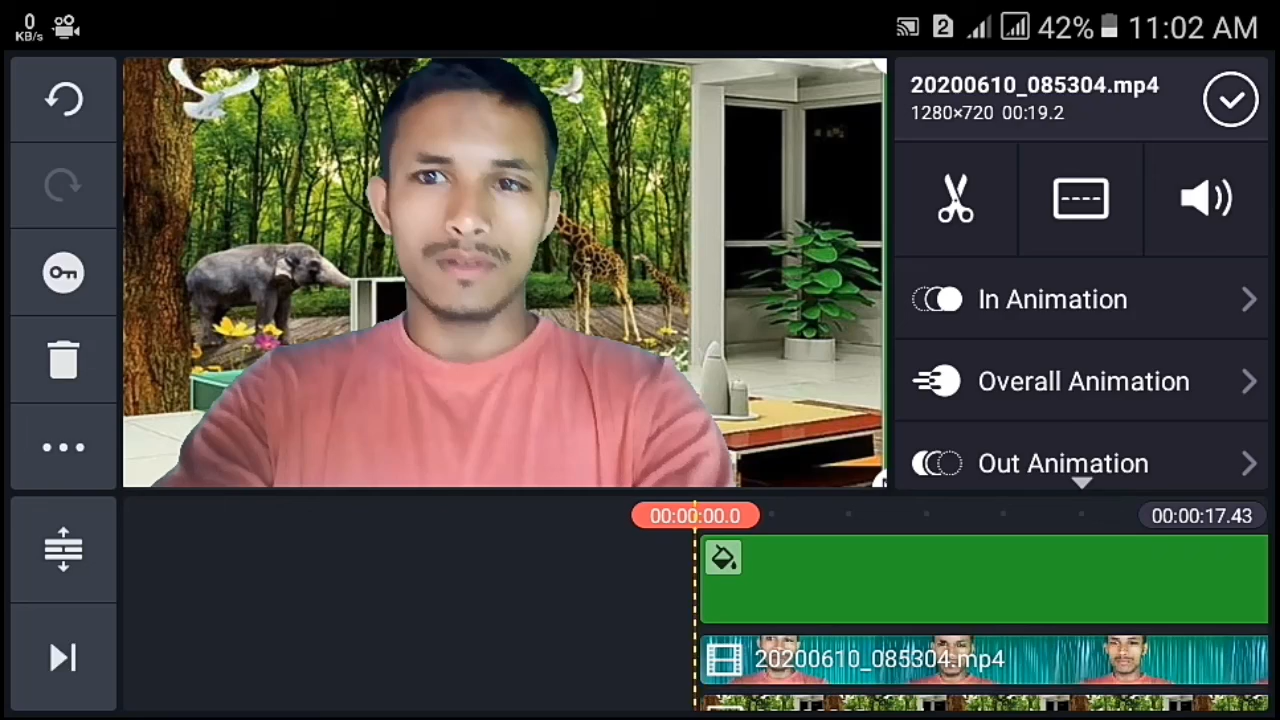 0
KB/s
2
42%
11:02 AM
20200610_085304.mp4
1280×720 00:19.2
In Animation
Overall Animation
Out Animation
00:00:00.0
00:00:17.43
20200610_085304.mp4